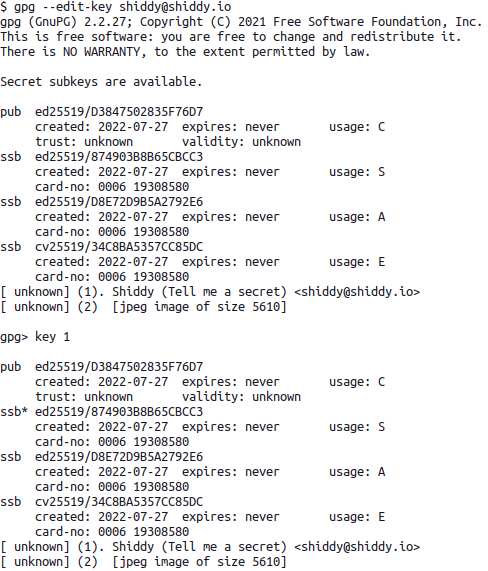 $ gpg --edit-key shiddy@shiddy.io
gpg (GnuPG) 2.2.27; Copyright (C) 2021 Free Software Foundation, Inc.
This is free software: you are free to change and redistribute it.
There is NO WARRANTY, to the extent permitted by law.

Secret subkeys are available.

pub  ed25519/D3847502835F76D7
     created: 2022-07-27  expires: never       usage: C
     trust: unknown       validity: unknown
ssb  ed25519/874903B8B65CBCC3
     created: 2022-07-27  expires: never       usage: S
     card-no: 0006 19308580
ssb  ed25519/D8E72D9B5A2792E6
     created: 2022-07-27  expires: never       usage: A
     card-no: 0006 19308580
ssb  cv25519/34C8BA5357CC85DC
     created: 2022-07-27  expires: never       usage: E
     card-no: 0006 19308580
[ unknown] (1). Shiddy (Tell me a secret) <shiddy@shiddy.io>
[ unknown] (2)  [jpeg image of size 5610]

gpg> key 1

pub  ed25519/D3847502835F76D7
     created: 2022-07-27  expires: never       usage: C
     trust: unknown       validity: unknown
ssb* ed25519/874903B8B65CBCC3
     created: 2022-07-27  expires: never       usage: S
     card-no: 0006 19308580
ssb  ed25519/D8E72D9B5A2792E6
     created: 2022-07-27  expires: never       usage: A
     card-no: 0006 19308580
ssb  cv25519/34C8BA5357CC85DC
     created: 2022-07-27  expires: never       usage: E
     card-no: 0006 19308580
[ unknown] (1). Shiddy (Tell me a secret) <shiddy@shiddy.io>
[ unknown] (2)  [jpeg image of size 5610]